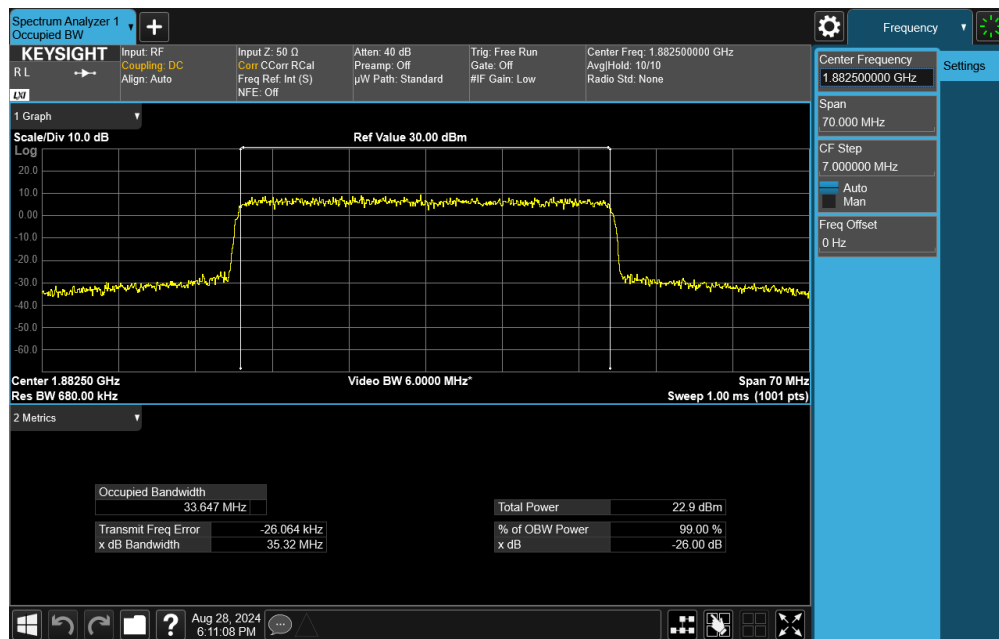 Spectrum Analyzer 1
Occupied BW
Frequency
KEYSIGHT
R L
LXI
Input: RF
Coupling: DC
Align: Auto
Input Z: 50 Ω
Corr CCorr RCal
Freq Ref: Int (S)
NFE: Off
Atten: 40 dB
Preamp: Off
µW Path: Standard
Trig: Free Run
Gate: Off
#IF Gain: Low
Center Freq: 1.882500000 GHz
Avg|Hold: 10/10
Radio Std: None
Center Frequency
1.882500000 GHz
Settings
Span
70.000 MHz
CF Step
7.000000 MHz
Auto
Man
Freq Offset
0 Hz
1 Graph
Scale/Div 10.0 dB
Ref Value 30.00 dBm
Log
20.0
10.0
0.00
-10.0
-20.0
-30.0
-40.0
-50.0
-60.0
Center 1.88250 GHz
Video BW 6.0000 MHz*
Span 70 MHz
Res BW 680.00 kHz
Sweep 1.00 ms (1001 pts)
2 Metrics
Occupied Bandwidth
33.647 MHz
Total Power 22.9 dBm
Transmit Freq Error -26.064 kHz
% of OBW Power 99.00 %
x dB Bandwidth 35.32 MHz
x dB -26.00 dB
?
Aug 28, 2024
6:11:08 PM